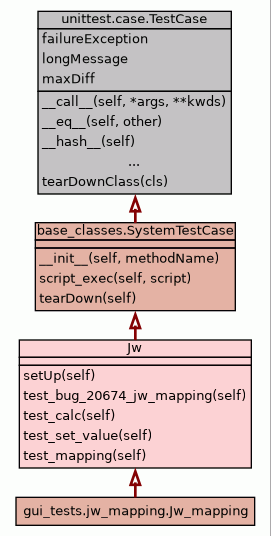 unittest.case.TestCase
failureException
longMessage
maxDiff
__call__(self, *args, **kwds)
__eq__(self, other)
__hash__(self)
...
tearDownClass(cls)
base_classes.SystemTestCase
__init__(self, methodName)
script_exec(self, script)
tearDown(self)
Jw
setUp(self)
test_bug_20674_jw_mapping(self)
test_calc(self)
test_set_value(self)
test_mapping(self)
gui_tests.jw_mapping.Jw_mapping